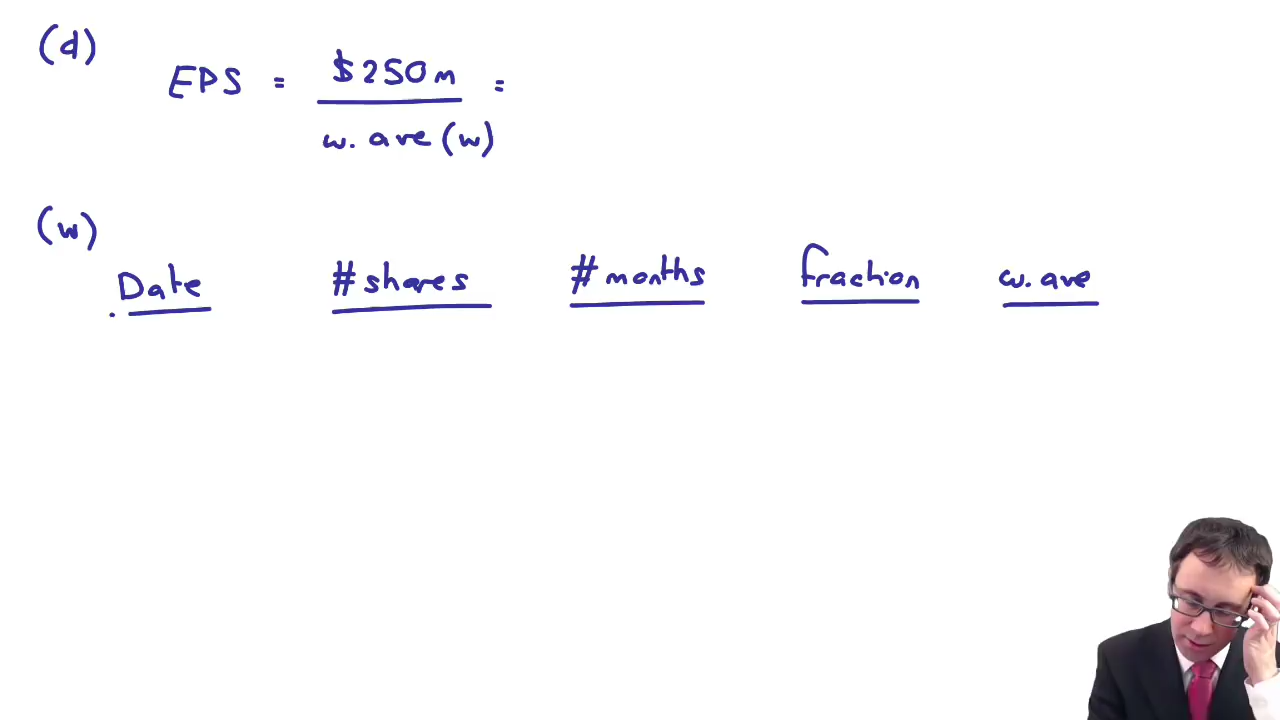 (d)
EPS = $250m =
w. ave (w)
(w)
Date #shares #months fraction w. ave